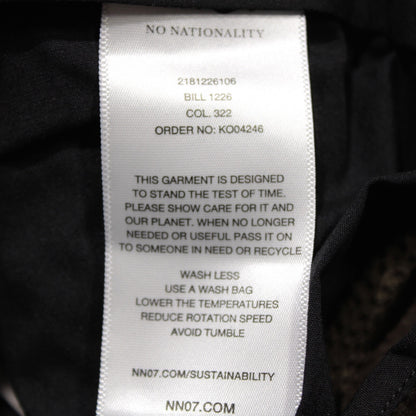 NO NATIONALITY
2181226106
BILL 1226
COL. 322
ORDER NO: KO04246
THIS GARMENT IS DESIGNED
TO STAND THE TEST OF TIME.
PLEASE SHOW CARE FOR IT AND
OUR PLANET. WHEN NO LONGER
NEEDED OR USEFUL PASS IT ON
TO SOMEONE IN NEED OR RECYCLE
WASH LESS
USE A WASH BAG
LOWER THE TEMPERATURES
REDUCE ROTATION SPEED
AVOID TUMBLE
NN07.COM/SUSTAINABILITY
NN07.COM